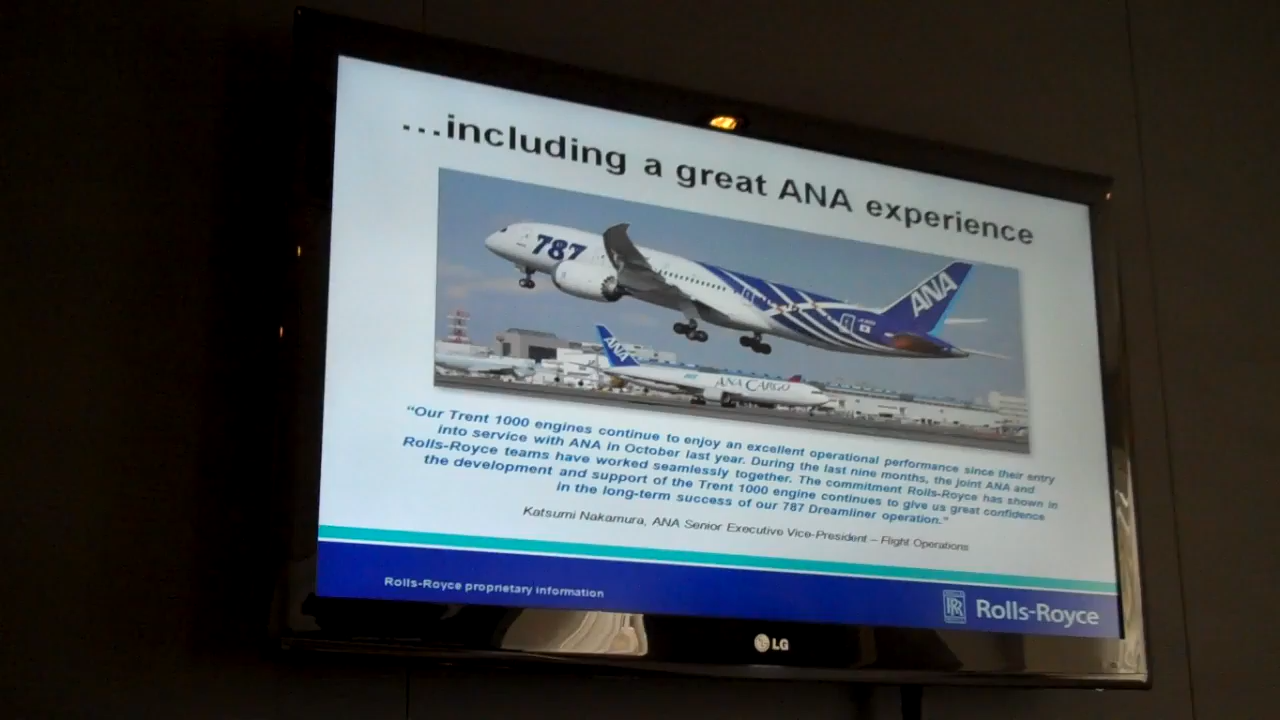 ...including a great ANA experience
787
ANA
ANA
ANA CARGO
“Our Trent 1000 engines continue to enjoy an excellent operational performance since their entry
into service with ANA in October last year. During the last nine months, the joint ANA and
Rolls-Royce teams have worked seamlessly together. The commitment Rolls-Royce has shown in
the development and support of the Trent 1000 engine continues to give us great confidence
in the long-term success of our 787 Dreamliner operation.”
Katsumi Nakamura, ANA Senior Executive Vice-President – Flight Operations
Rolls-Royce proprietary information
RR Rolls-Royce
LG